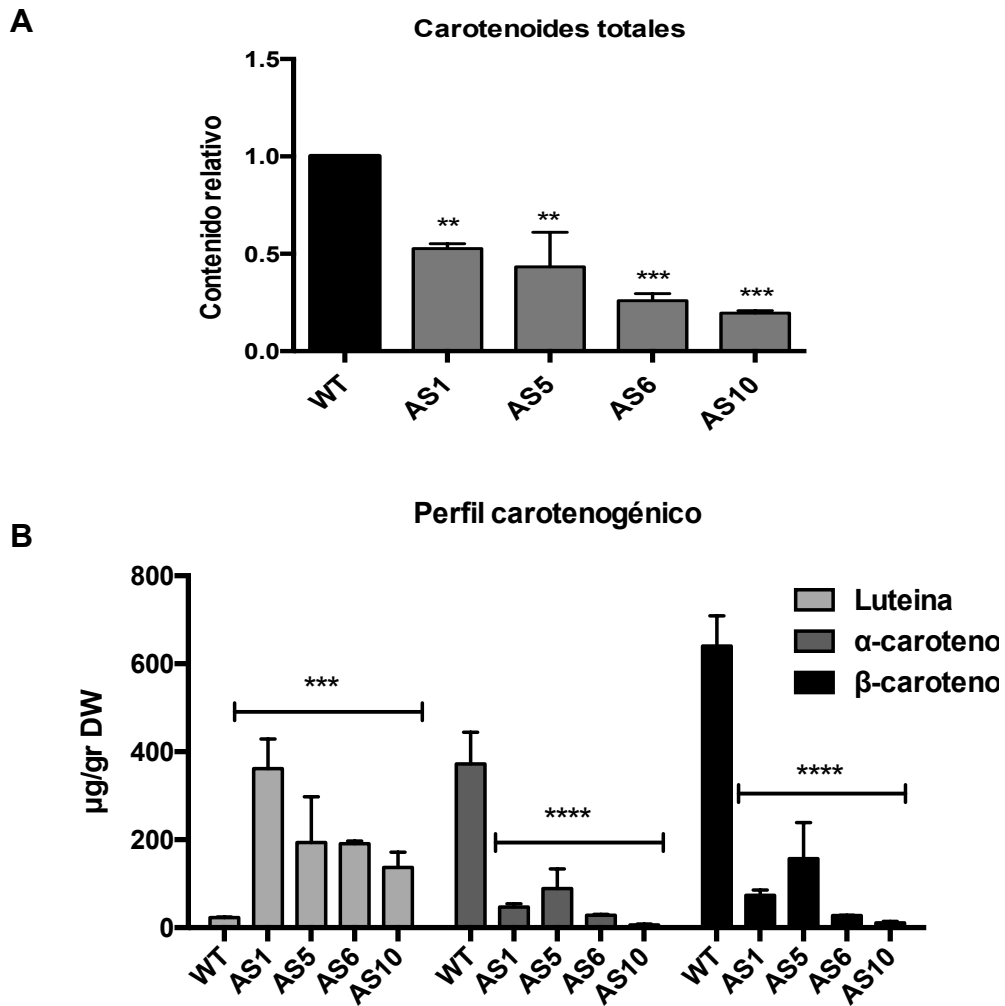 A
Carotenoides totales
1.5
1.0
0.5
0.0
Contenido relativo
**
**
***
***
WT
AS1
AS5
AS6
AS10
B
Perfil carotenogénico
800
600
400
200
0
µg/gr DW
Luteina
α-caroteno
β-caroteno
***
****
****
WT
AS1
AS5
AS6
AS10
WT
AS1
AS5
AS6
AS10
WT
AS1
AS5
AS6
AS10